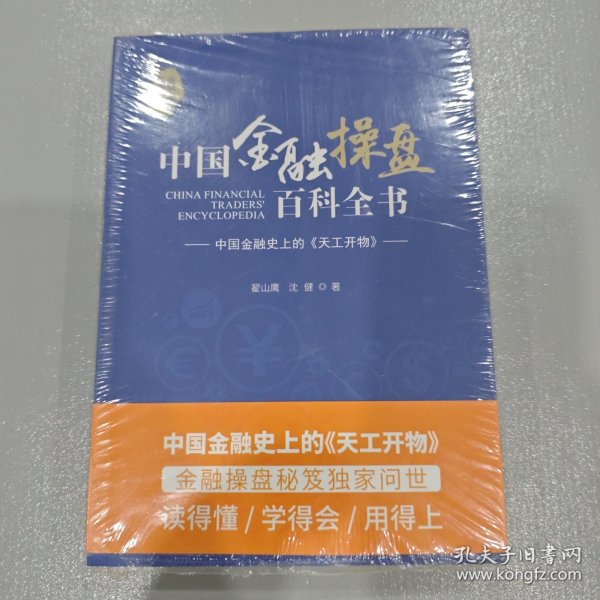 中国金融操盘
CHINA FINANCIAL
TRADERS'
ENCYCLOPEDIA
百科全书
中国金融史上的《天工开物》
翟山鹰 沈健◎著
中国金融史上的《天工开物》
金融操盘秘笈独家问世
读得懂/学得会/用得上
孔夫子旧书网
www.kongfz.com